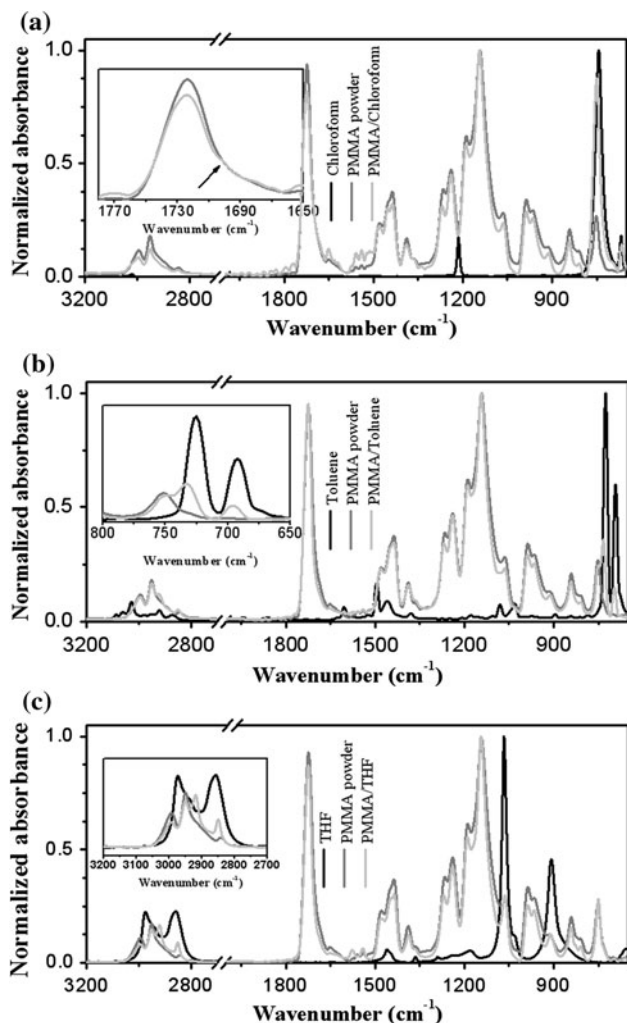 (a)
Normalized absorbance
1.0
0.5
0.0
1770 1730 1690 1650
Wavenumber (cm-1)
Chloroform
PMMA powder
PMMA/Chloroform
3200 2800 1800 1500 1200 900
Wavenumber (cm-1)
(b)
Normalized absorbance
1.0
0.5
0.0
800 750 700 650
Wavenumber (cm-1)
Toluene
PMMA powder
PMMA/Toluene
3200 2800 1800 1500 1200 900
Wavenumber (cm-1)
(c)
Normalized absorbance
1.0
0.5
0.0
3200 3100 3000 2900 2800 2700
Wavenumber (cm-1)
THF
PMMA powder
PMMA/THF
3200 2800 1800 1500 1200 900
Wavenumber (cm-1)